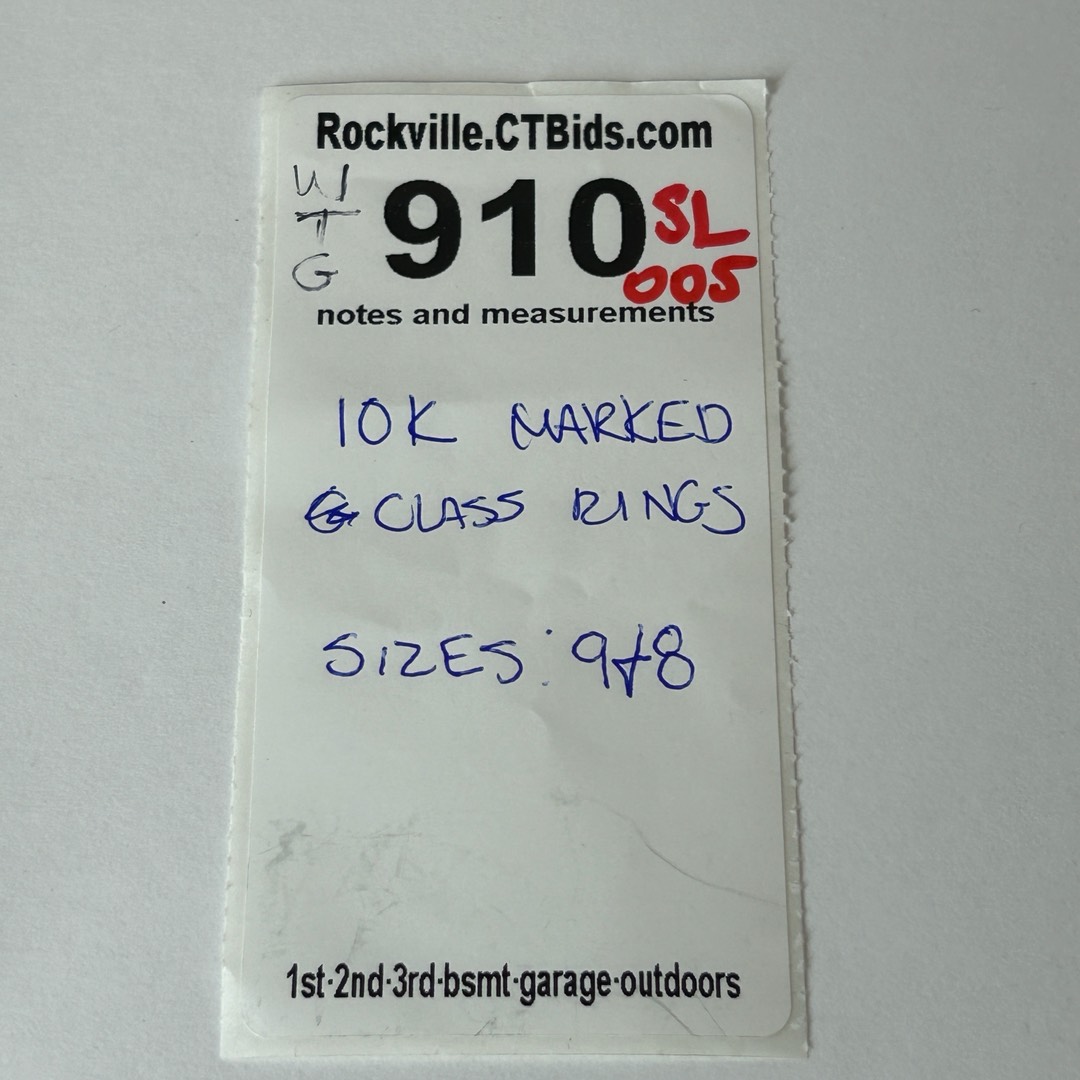 Rockville.CTBids.com
W
T
G
910
SL
005
notes and measurements
10K MARKED
CLASS RINGS
SIZES: 9+8
1st·2nd·3rd·bsmt·garage·outdoors